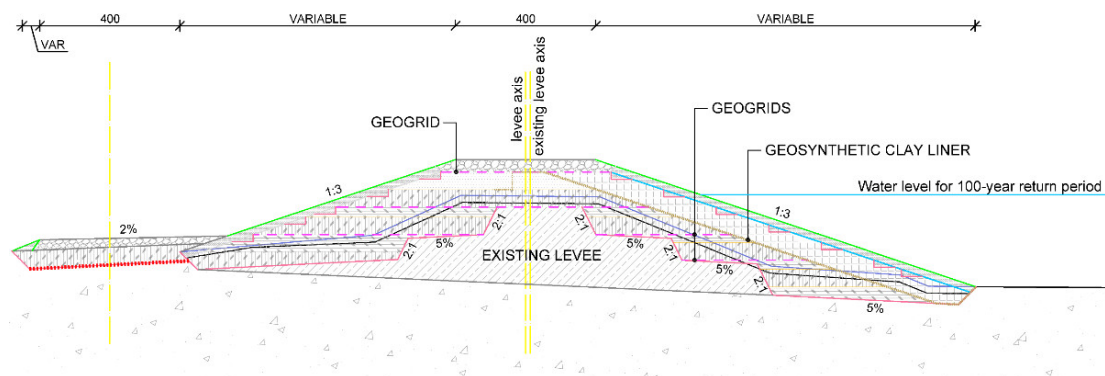 400
VARIABLE
400
VARIABLE
VAR
levee axis
existing levee axis
GEOGRID
GEOGRIDS
GEOSYNTHETIC CLAY LINER
Water level for 100-year return period
1:3
1:3
2%
2:1
2:1
5%
5%
2:1
2:1
EXISTING LEVEE
5%
2:1
5%